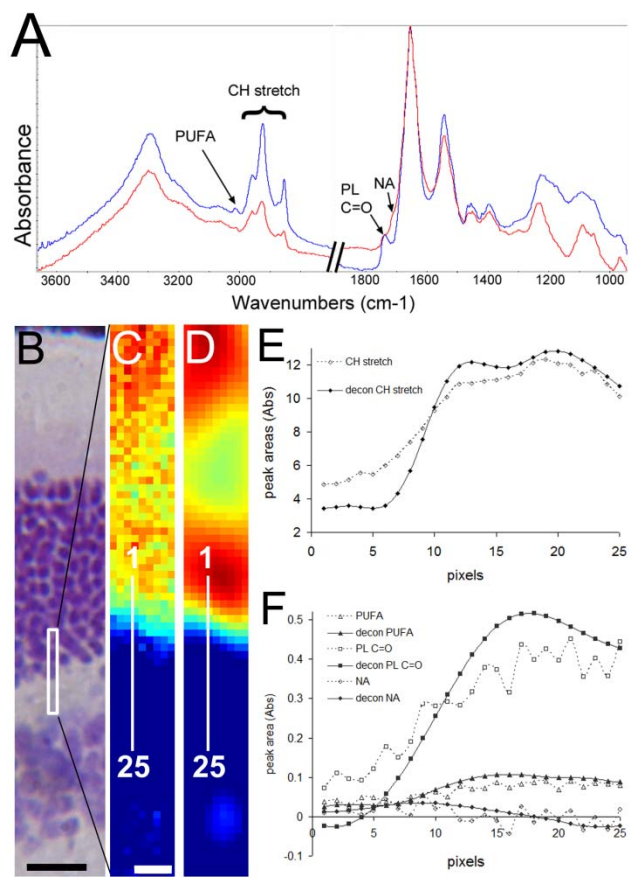 A
Absorbance
CH stretch
PUFA
PL
C=O
NA
3600 3400 3200 3000 1800 1600 1400 1200 1000
Wavenumbers (cm-1)
B
C
D
1
25
1
25
E
peak areas (Abs)
CH stretch
decon CH stretch
12
10
8
6
4
2
0 5 10 15 20 25
pixels
F
peak area (Abs)
PUFA
decon PUFA
PL C=O
decon PL C=O
NA
decon NA
0.5
0.4
0.3
0.2
0.1
0
-0.1
0 5 10 15 20 25
pixels